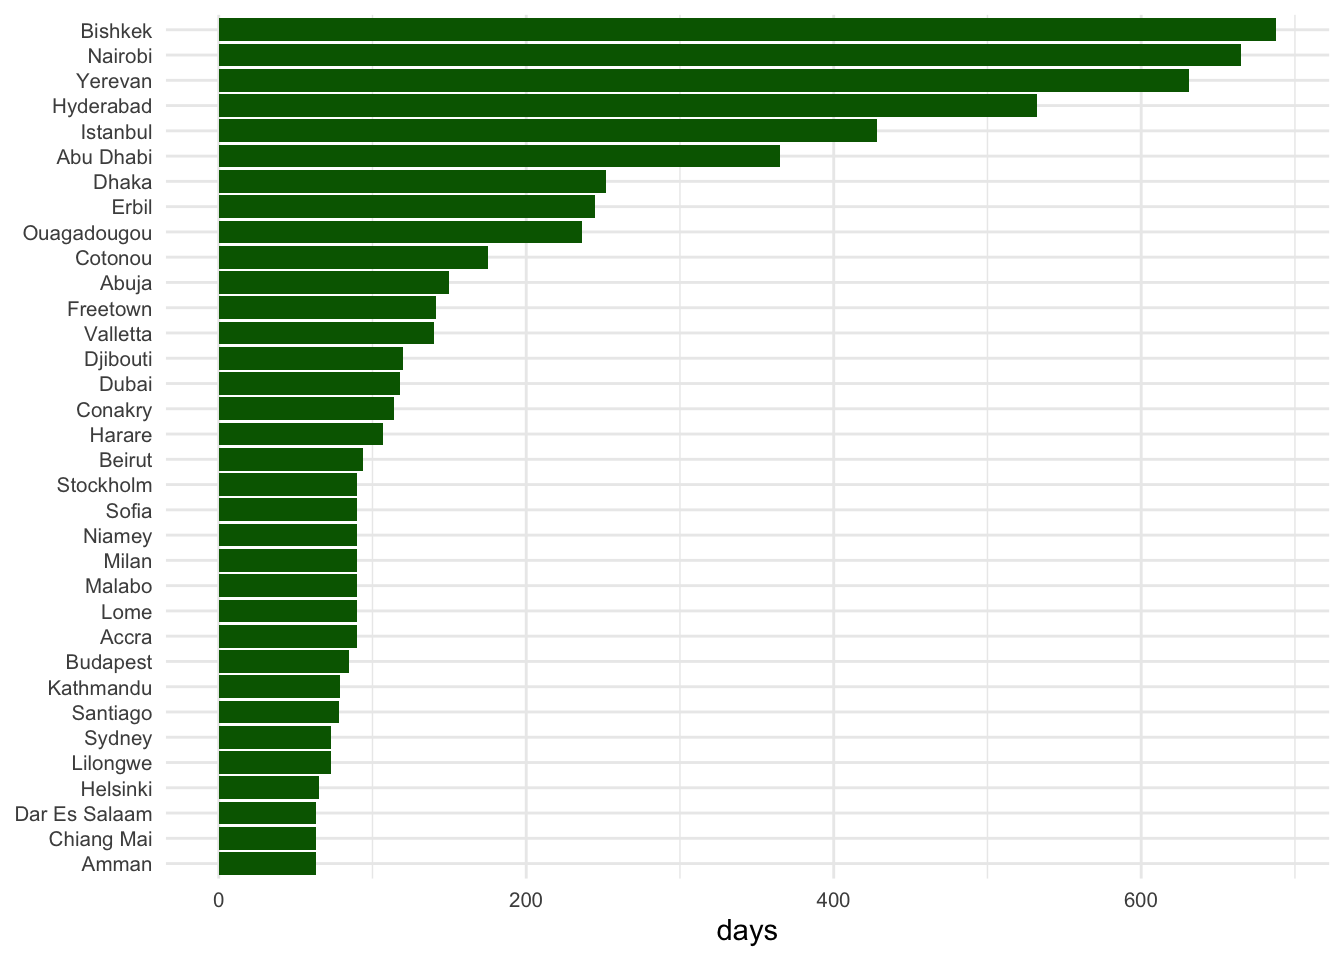 Bishkek
Nairobi
Yerevan
Hyderabad
Istanbul
Abu Dhabi
Dhaka
Erbil
Ouagadougou
Cotonou
Abuja
Freetown
Valletta
Djibouti
Dubai
Conakry
Harare
Beirut
Stockholm
Sofia
Niamey
Milan
Malabo
Lome
Accra
Budapest
Kathmandu
Santiago
Sydney
Lilongwe
Helsinki
Dar Es Salaam
Chiang Mai
Amman
0 200 400 600
days